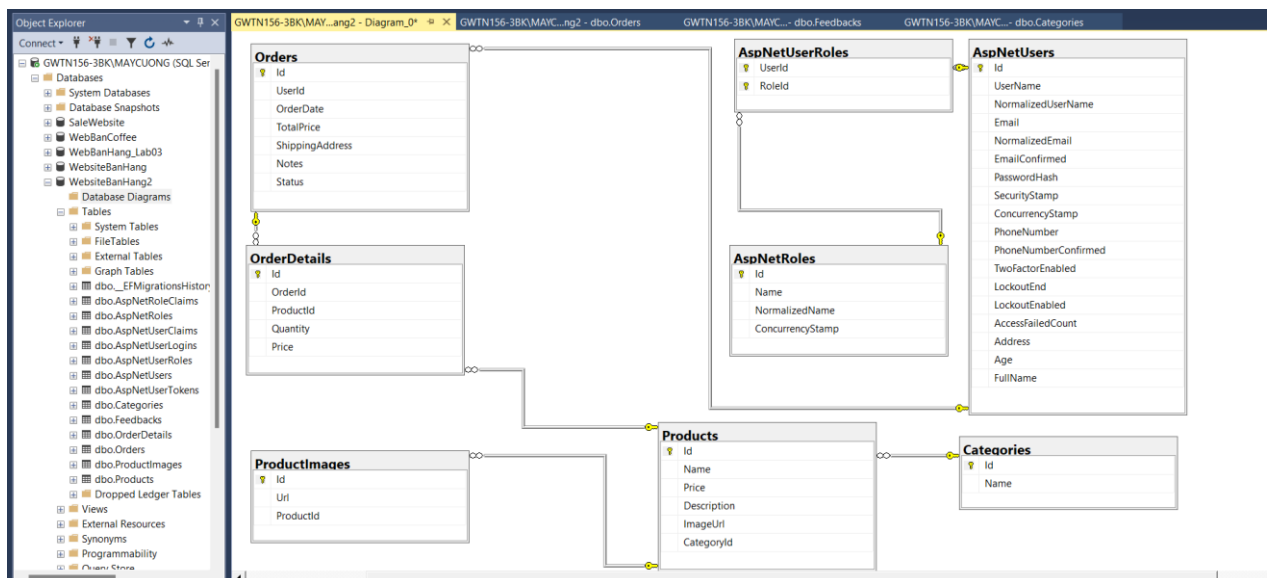 Object Explorer
Connect
GWTN156-3BK\MAYCUONG (SQL Ser
Databases
System Databases
Database Snapshots
SaleWebsite
WebBanCoffee
WebBanHang_Lab03
WebsiteBanHang
WebsiteBanHang2
Database Diagrams
Tables
System Tables
FileTables
External Tables
Graph Tables
dbo.__EFMigrationsHistory
dbo.AspNetRoleClaims
dbo.AspNetRoles
dbo.AspNetUserClaims
dbo.AspNetUserLogins
dbo.AspNetUserRoles
dbo.AspNetUsers
dbo.AspNetUserTokens
dbo.Categories
dbo.Feedbacks
dbo.OrderDetails
dbo.Orders
dbo.ProductImages
dbo.Products
Dropped Ledger Tables
Views
External Resources
Synonyms
Programmability
Query Store
GWTN156-3BK\MAY...ang2 - Diagram_0*
GWTN156-3BK\MAYC...ng2 - dbo.Orders
GWTN156-3BK\MAYC...- dbo.Feedbacks
GWTN156-3BK\MAYC...- dbo.Categories
Orders
Id
UserId
OrderDate
TotalPrice
ShippingAddress
Notes
Status
OrderDetails
Id
OrderId
ProductId
Quantity
Price
ProductImages
Id
Url
ProductId
AspNetUserRoles
UserId
RoleId
AspNetRoles
Id
Name
NormalizedName
ConcurrencyStamp
Products
Id
Name
Price
Description
ImageUrl
CategoryId
AspNetUsers
Id
UserName
NormalizedUserName
Email
NormalizedEmail
EmailConfirmed
PasswordHash
SecurityStamp
ConcurrencyStamp
PhoneNumber
PhoneNumberConfirmed
TwoFactorEnabled
LockoutEnd
LockoutEnabled
AccessFailedCount
Address
Age
FullName
Categories
Id
Name